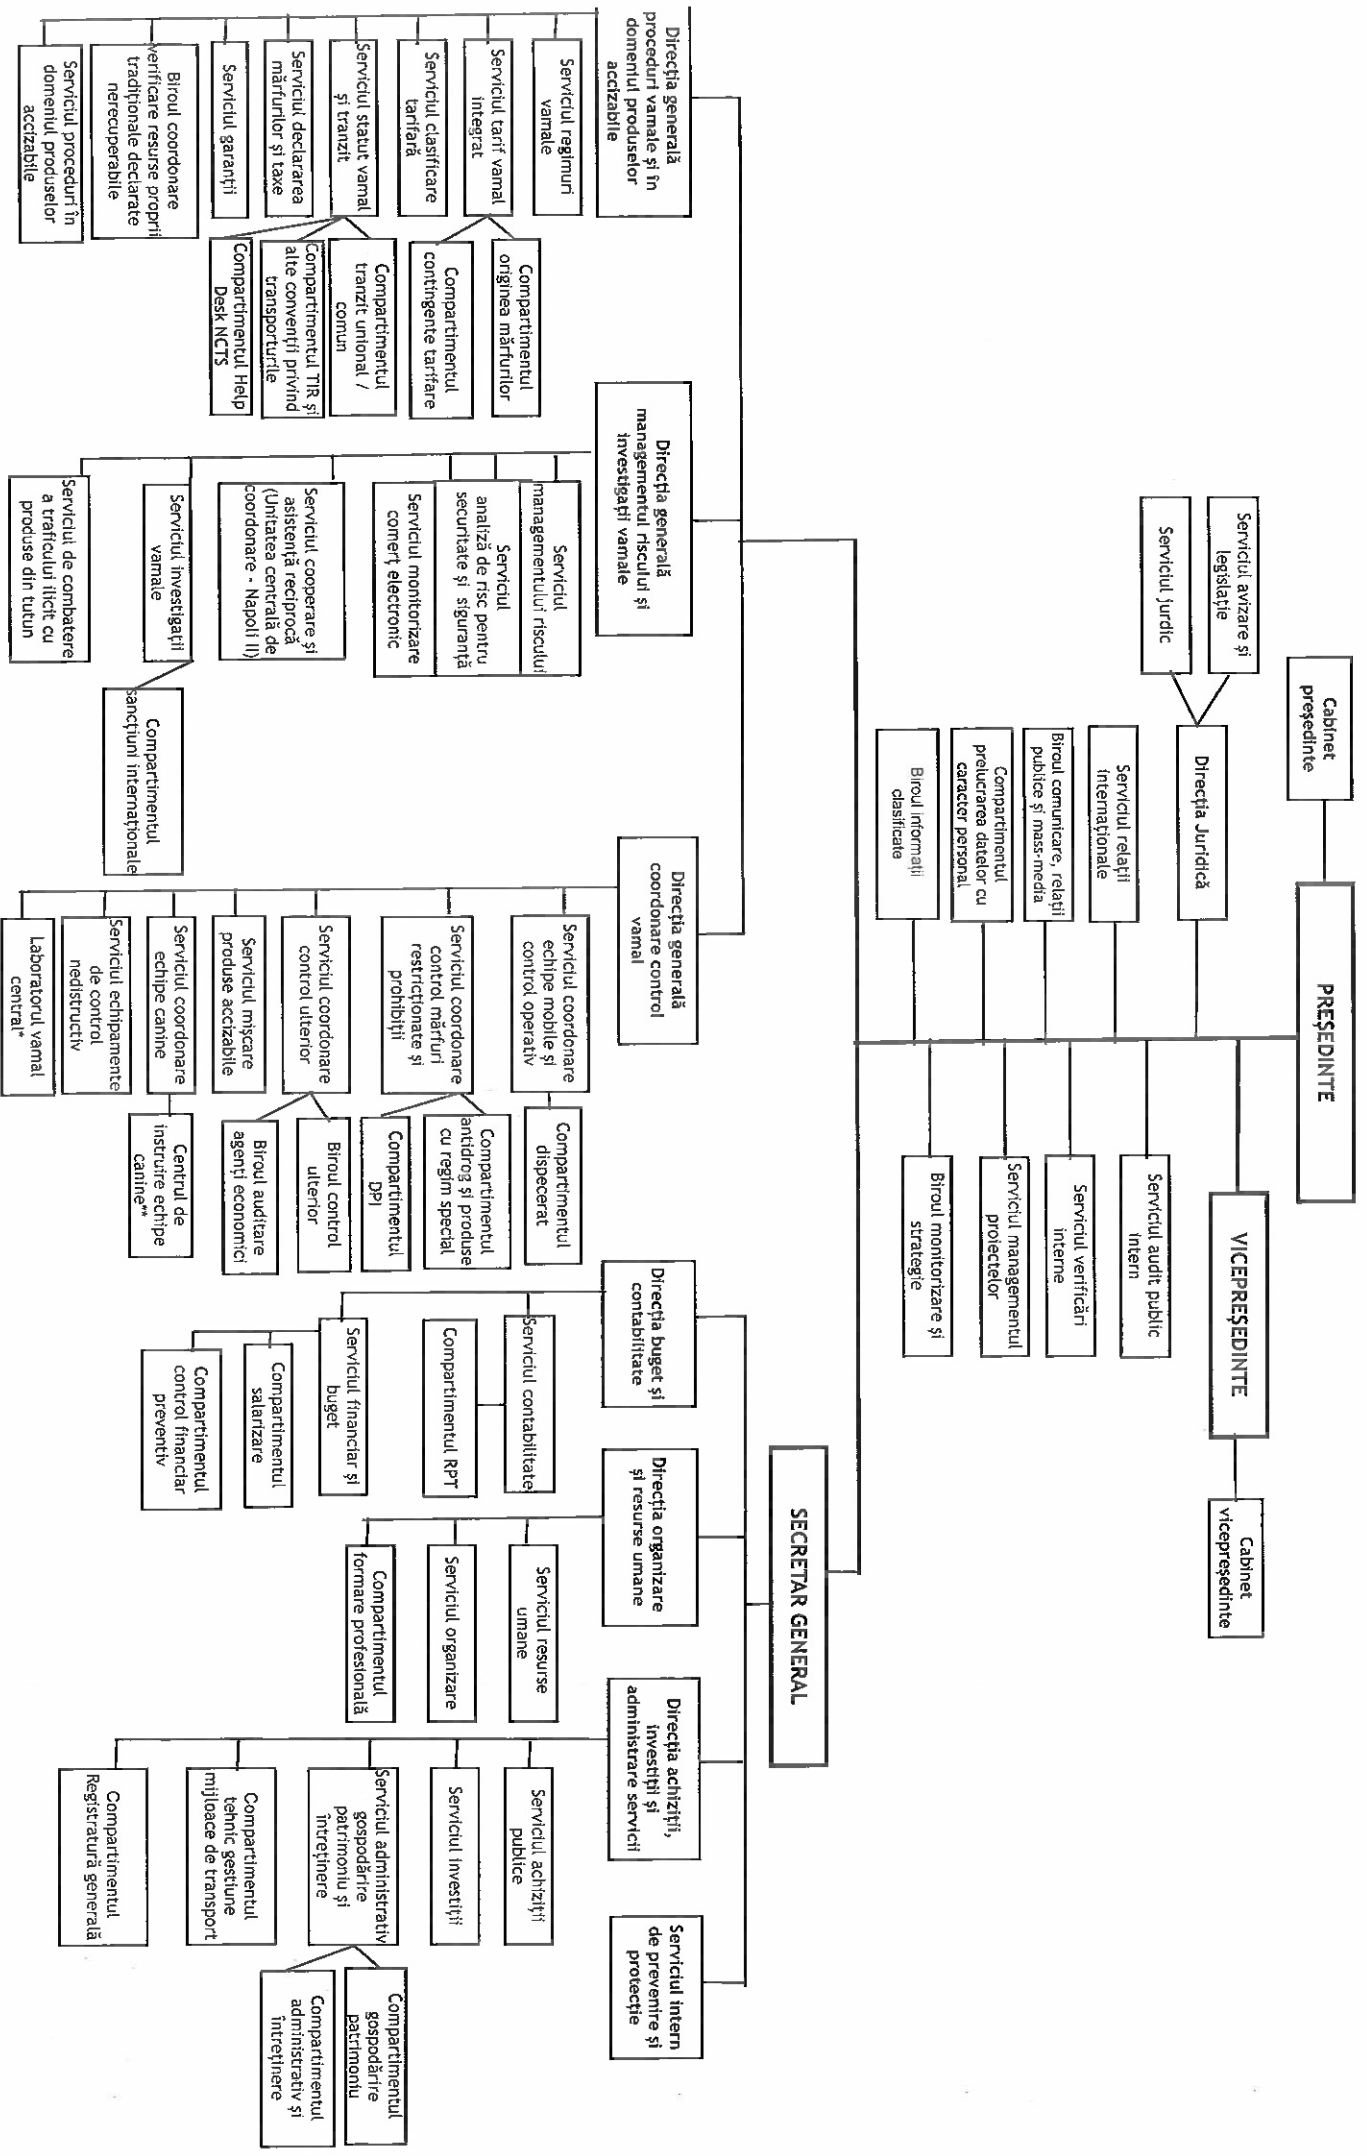 PREȘEDINTE
Cabinet
președinte
VICEPREȘEDINTE
Cabinet
vicepreședinte
Serviciul avizare și
legislație
Serviciul jurdic
Direcția Juridică
Serviciul relații
internaționale
Biroul comunicare, relații
publice și mass-media
Compartimentul
prelucrarea datelor cu
caracter personal
Biroul informații
clasificate
Serviciul audit public
intern
Serviciul verificări
interne
Serviciul managementul
proiectelor
Biroul monitorizare și
strategie
SECRETAR GENERAL
Direcția generală
proceduri vamale și în
domeniul produselor
accizabile
Serviciul regimuri
vamale
Serviciul tarif vamal
integrat
Compartimentul
originea mărfurilor
Compartimentul
contingente tarifare
Serviciul clasificare
tarifară
Serviciul statut vamal
și tranzit
Compartimentul
tranzit unional /
comun
Compartimentul TIR și
alte convenții privind
transporturile
Compartimentul Help
Desk NCTS
Serviciul declararea
mărfurilor și taxe
Serviciul garanții
Biroul coordonare
verificare resurse proprii
tradiționale declarate
nerecuperabile
Serviciul proceduri în
domeniul produselor
accizabile
Direcția generală
managementul riscului și
investigații vamale
Serviciul
managementului riscului
Serviciul
analiză de risc pentru
securitate și siguranță
Serviciul monitorizare
comerț electronic
Serviciul cooperare și
asistență reciprocă
(Unitatea centrală de
coordonare - Napoli II)
Serviciul investigații
vamale
Compartimentul
sancțiuni internaționale
Serviciul de combatere
a traficului ilicit cu
produse din tutun
Direcția generală
coordonare control
vamal
Serviciul coordonare
echipe mobile și
control operativ
Compartimentul
dispecerat
Serviciul coordonare
control mărfuri
restricționate și
prohibiții
Compartimentul
antidrog și produse
cu regim special
Compartimentul
DPI
Serviciul coordonare
control ulterior
Biroul control
ulterior
Biroul auditare
agenți economici
Serviciul mișcare
produse accizabile
Serviciul coordonare
echipe canine
Centrul de
instruire echipe
canine**
Serviciul echipamente
de control
nedistructiv
Laboratorul vamal
central*
Direcția buget și
contabilitate
Serviciul contabilitate
Compartimentul RPT
Serviciul financiar și
buget
Compartimentul
salarizare
Compartimentul
control financiar
preventiv
Direcția organizare
și resurse umane
Serviciul resurse
umane
Serviciul organizare
Compartimentul
formare profesională
Direcția achiziții,
investiții și
administrare servicii
Serviciul achiziții
publice
Serviciul investiții
Serviciul administrativ
gospodărire
patrimoniu și
întreținere
Compartimentul
gospodărire
patrimoniu
Compartimentul
administrativ și
întreținere
Compartimentul
tehnic gestiune
mijloace de transport
Compartimentul
Registratură generală
Serviciul intern
de prevenire și
protecție